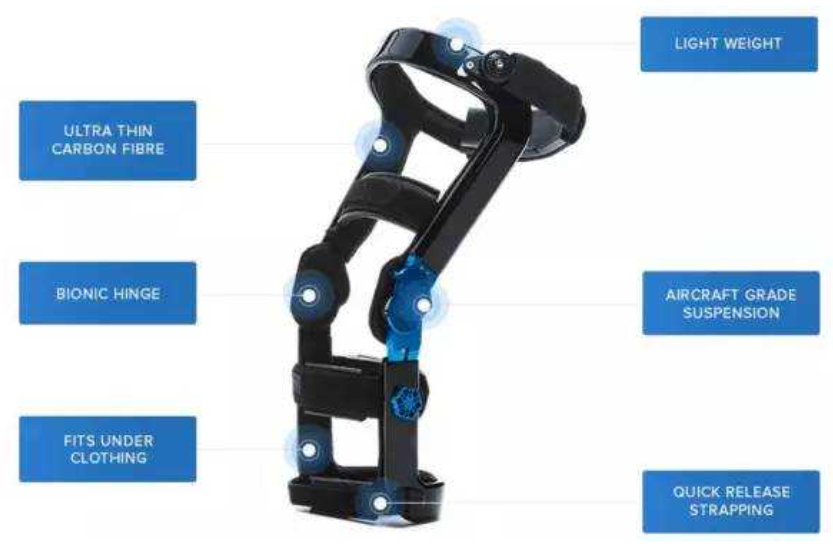 LIGHT WEIGHT
ULTRA THIN
CARBON FIBRE
BIONIC HINGE
AIRCRAFT GRADE
SUSPENSION
FITS UNDER
CLOTHING
QUICK RELEASE
STRAPPING